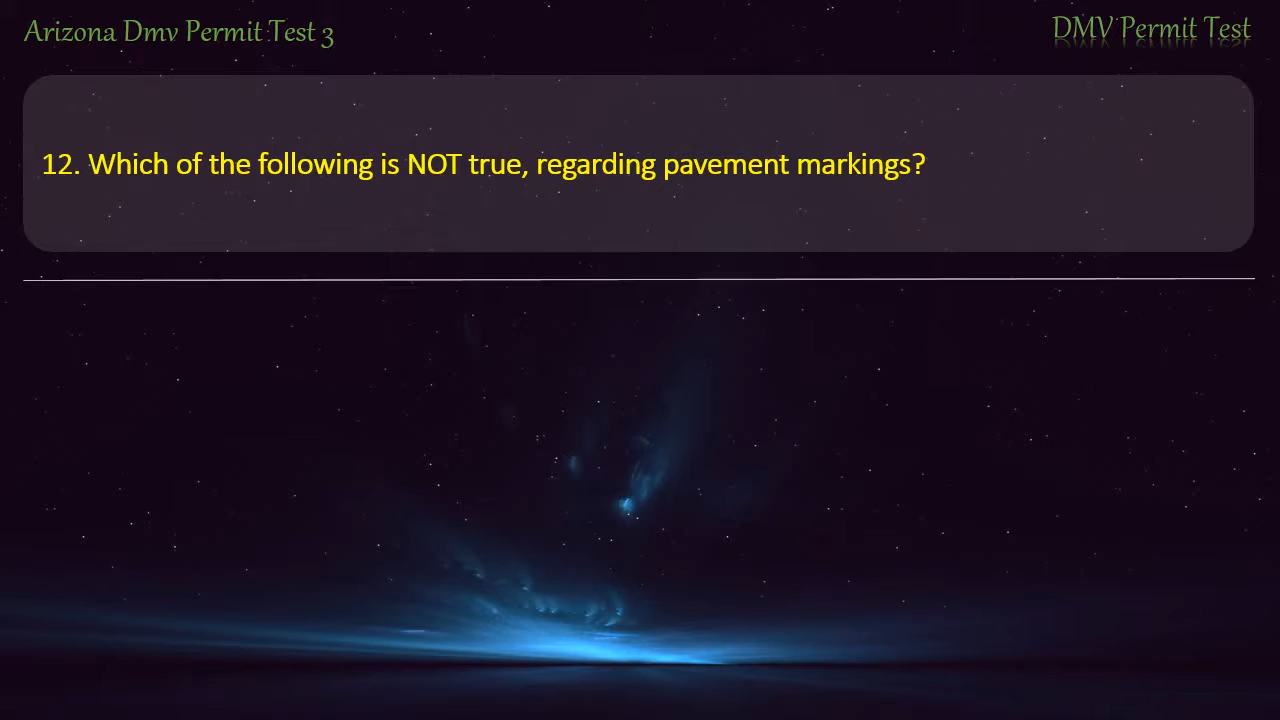 Arizona Dmv Permit Test 3
DMV Permit Test
12. Which of the following is NOT true, regarding pavement markings?